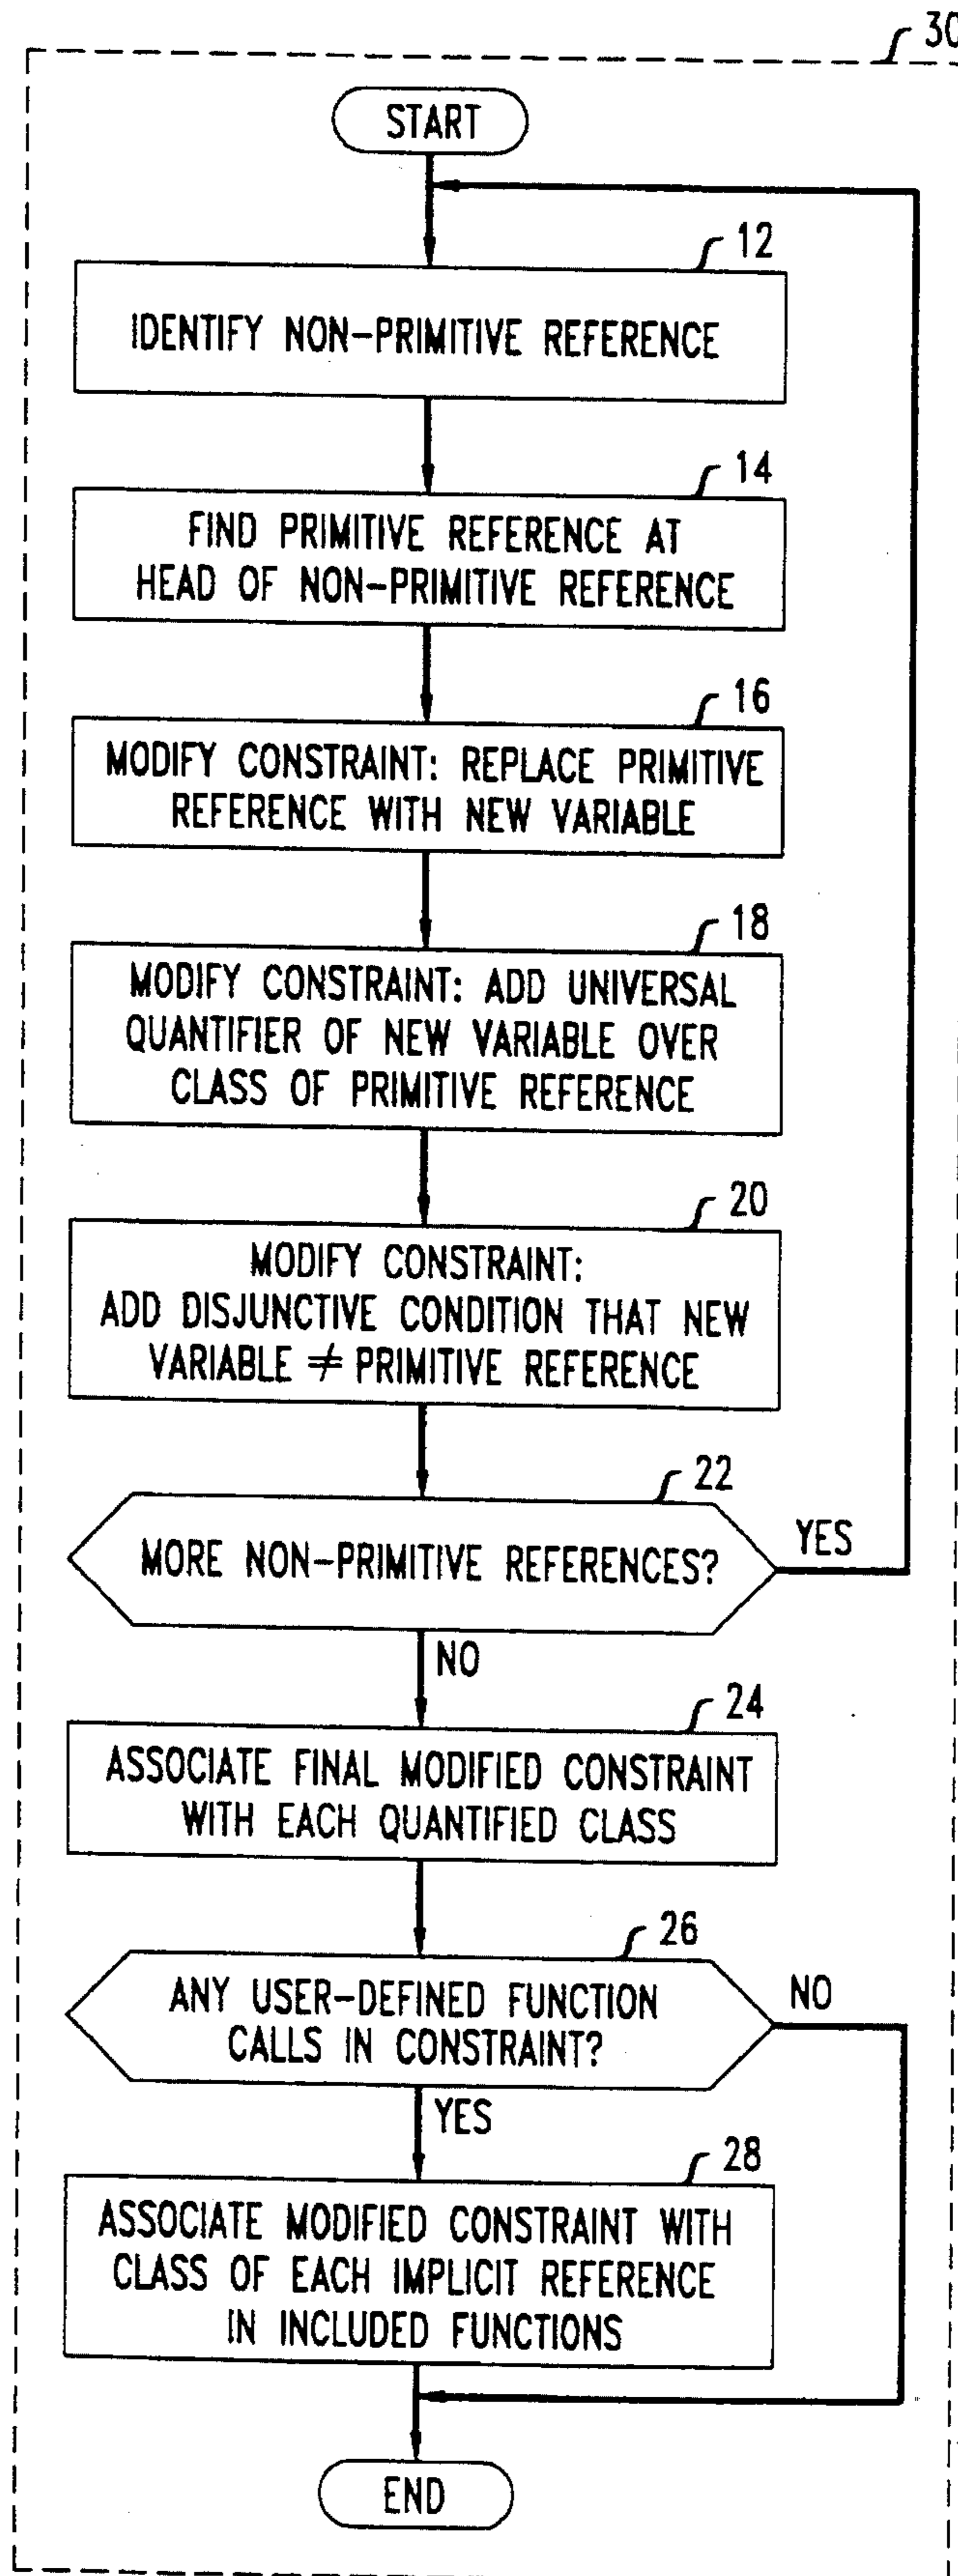 30
START
12
IDENTIFY NON-PRIMITIVE REFERENCE
14
FIND PRIMITIVE REFERENCE AT
HEAD OF NON-PRIMITIVE REFERENCE
16
MODIFY CONSTRAINT: REPLACE PRIMITIVE
REFERENCE WITH NEW VARIABLE
18
MODIFY CONSTRAINT: ADD UNIVERSAL
QUANTIFIER OF NEW VARIABLE OVER
CLASS OF PRIMITIVE REFERENCE
20
MODIFY CONSTRAINT:
ADD DISJUNCTIVE CONDITION THAT NEW
VARIABLE ≠ PRIMITIVE REFERENCE
22
MORE NON-PRIMITIVE REFERENCES?
YES
NO
24
ASSOCIATE FINAL MODIFIED CONSTRAINT
WITH EACH QUANTIFIED CLASS
26
ANY USER-DEFINED FUNCTION
CALLS IN CONSTRAINT?
NO
YES
28
ASSOCIATE MODIFIED CONSTRAINT WITH
CLASS OF EACH IMPLICIT REFERENCE
IN INCLUDED FUNCTIONS
END